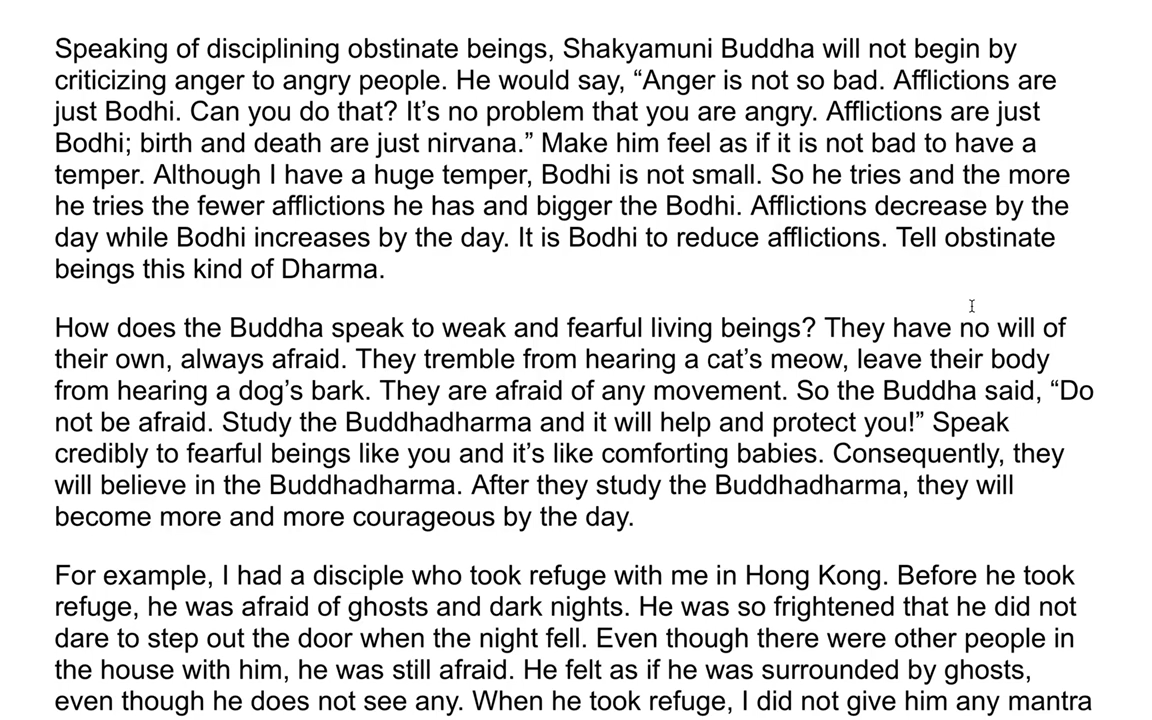 Speaking of disciplining obstinate beings, Shakyamuni Buddha will not begin by
criticizing anger to angry people. He would say, “Anger is not so bad. Afflictions are
just Bodhi. Can you do that? It’s no problem that you are angry. Afflictions are just
Bodhi; birth and death are just nirvana.” Make him feel as if it is not bad to have a
temper. Although I have a huge temper, Bodhi is not small. So he tries and the more
he tries the fewer afflictions he has and bigger the Bodhi. Afflictions decrease by the
day while Bodhi increases by the day. It is Bodhi to reduce afflictions. Tell obstinate
beings this kind of Dharma.
How does the Buddha speak to weak and fearful living beings? They have no will of
their own, always afraid. They tremble from hearing a cat’s meow, leave their body
from hearing a dog’s bark. They are afraid of any movement. So the Buddha said, “Do
not be afraid. Study the Buddhadharma and it will help and protect you!” Speak
credibly to fearful beings like you and it’s like comforting babies. Consequently, they
will believe in the Buddhadharma. After they study the Buddhadharma, they will
become more and more courageous by the day.
For example, I had a disciple who took refuge with me in Hong Kong. Before he took
refuge, he was afraid of ghosts and dark nights. He was so frightened that he did not
dare to step out the door when the night fell. Even though there were other people in
the house with him, he was still afraid. He felt as if he was surrounded by ghosts,
even though he does not see any. When he took refuge, I did not give him any mantra